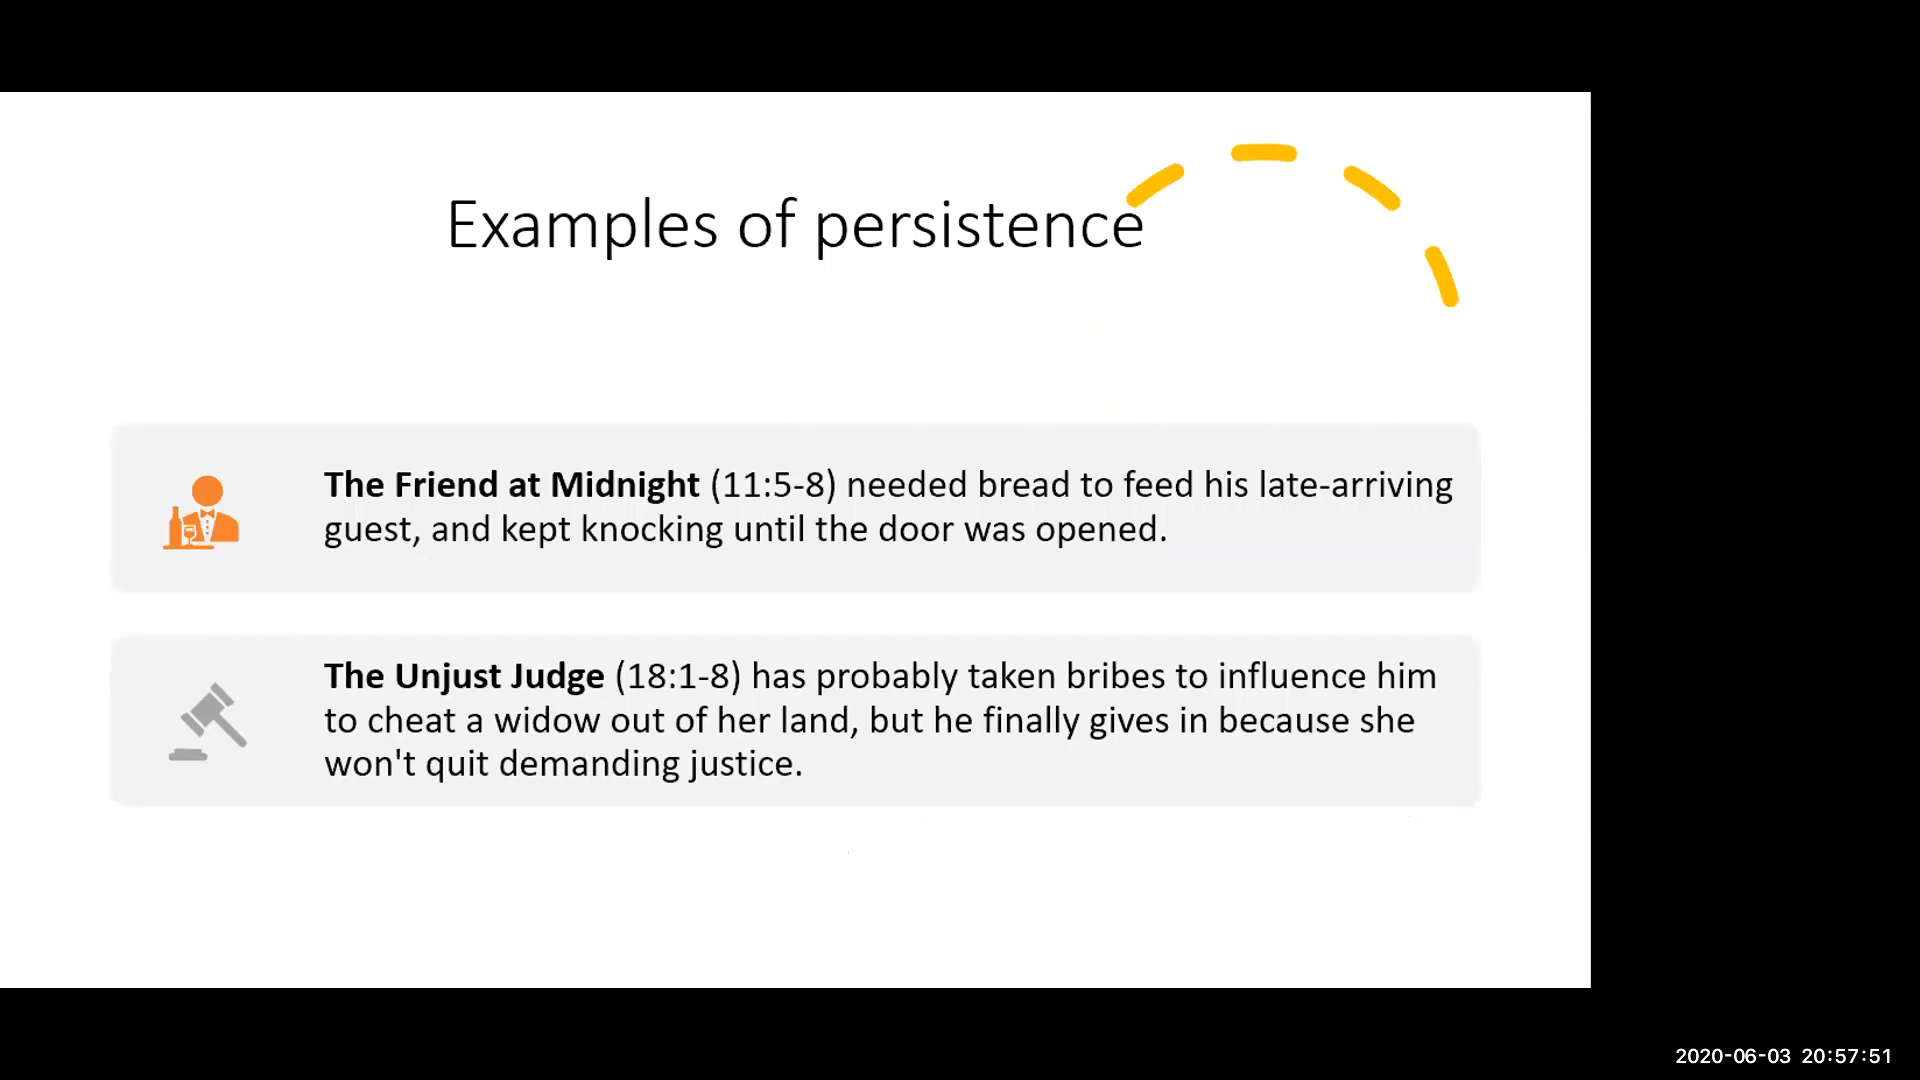 Examples of persistence
The Friend at Midnight (11:5-8) needed bread to feed his late-arriving
guest, and kept knocking until the door was opened.
The Unjust Judge (18:1-8) has probably taken bribes to influence him
to cheat a widow out of her land, but he finally gives in because she
won't quit demanding justice.
2020-06-03 20:57:51